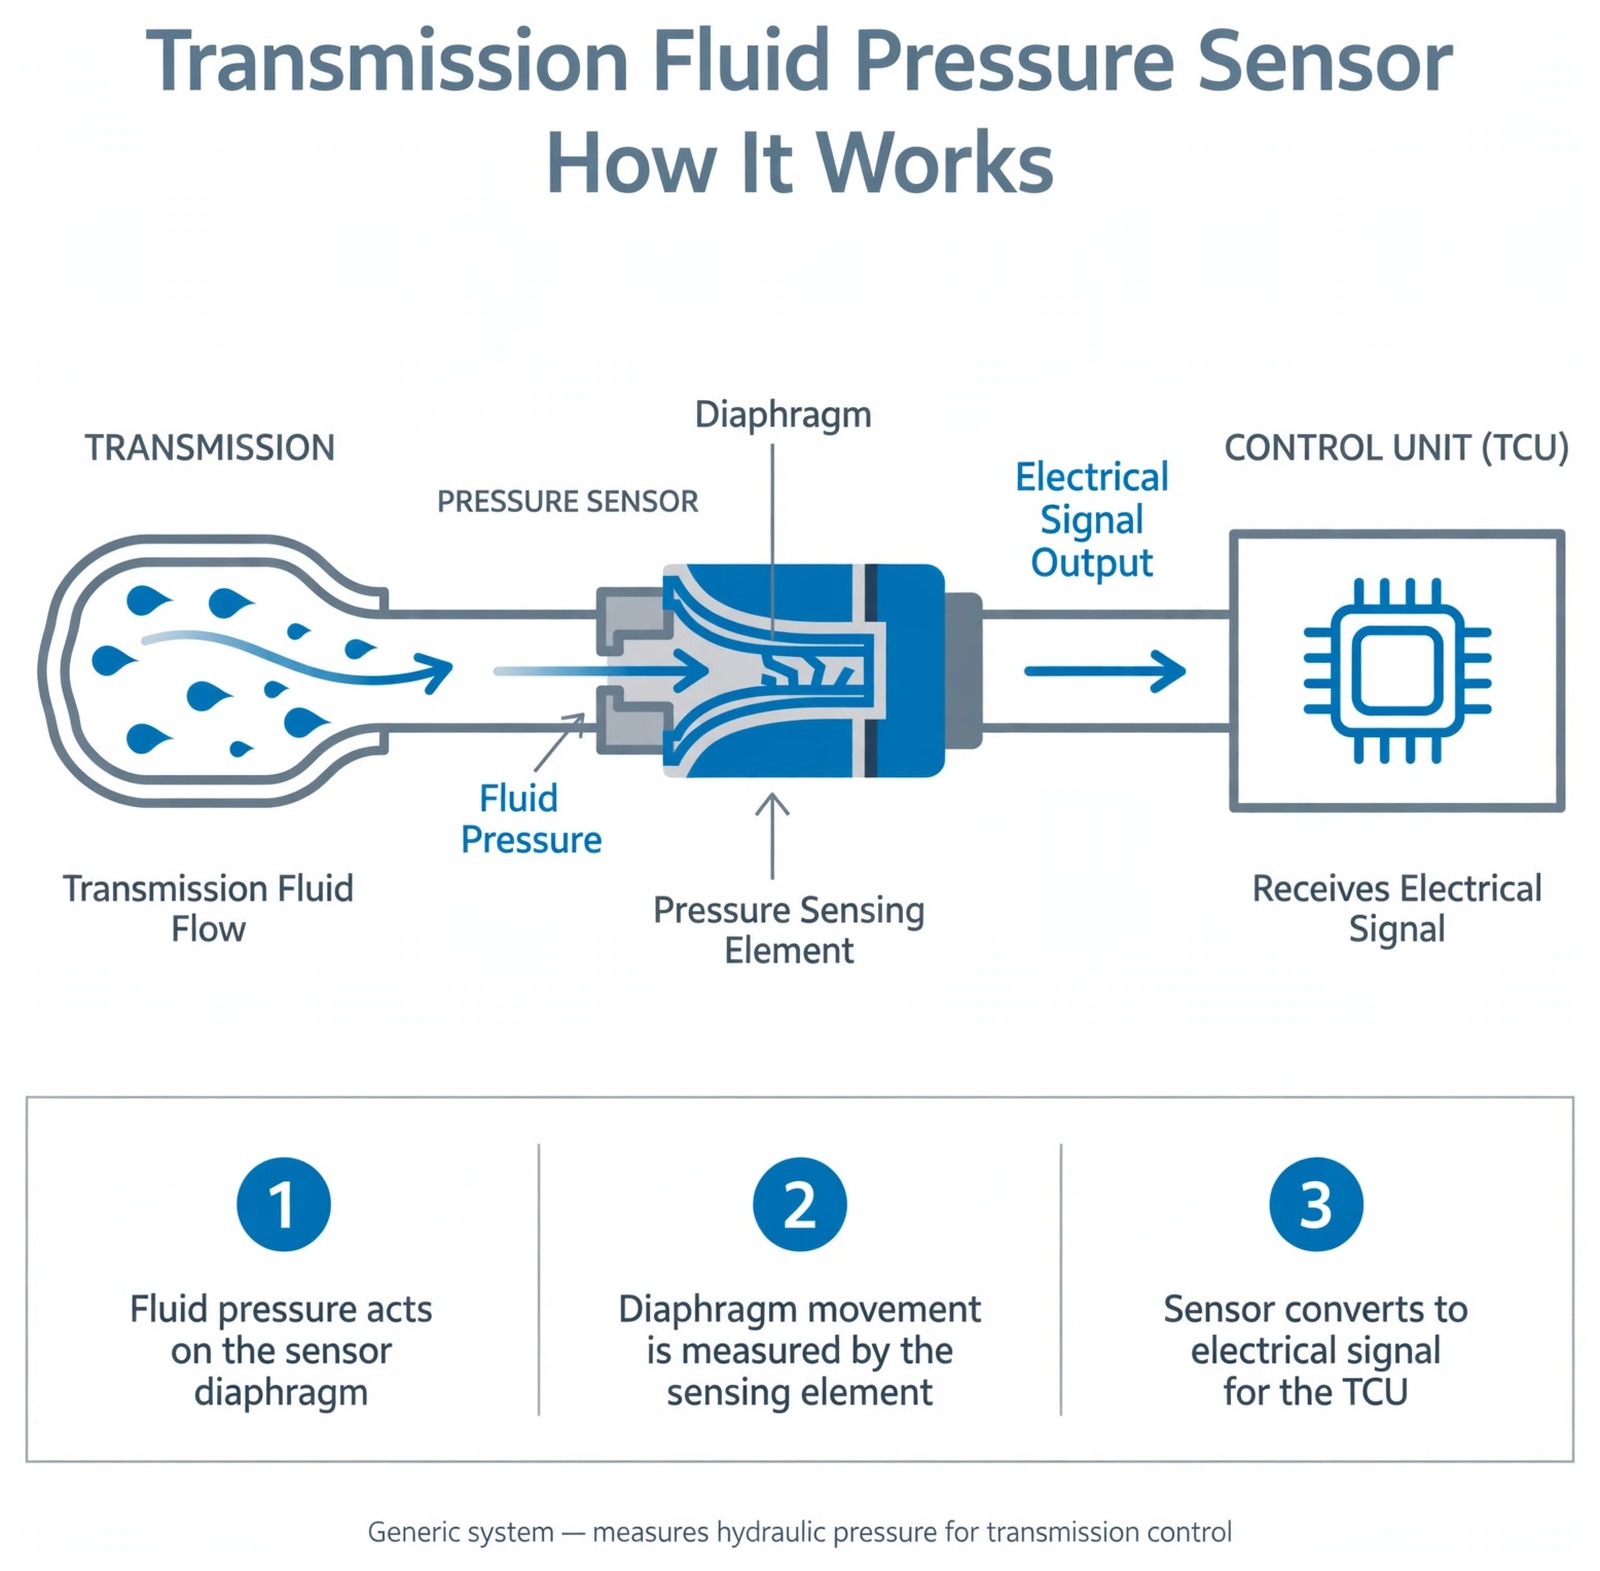 Transmission Fluid Pressure Sensor
How It Works
Diaphragm
TRANSMISSION
CONTROL UNIT (TCU)
PRESSURE SENSOR
Electrical
Signal
Output
Fluid
Pressure
Transmission Fluid
Flow
Pressure Sensing
Element
Receives Electrical
Signal
1
Fluid pressure acts
on the sensor
diaphragm
2
Diaphragm movement
is measured by the
sensing element
3
Sensor converts to
electrical signal
for the TCU
Generic system — measures hydraulic pressure for transmission control